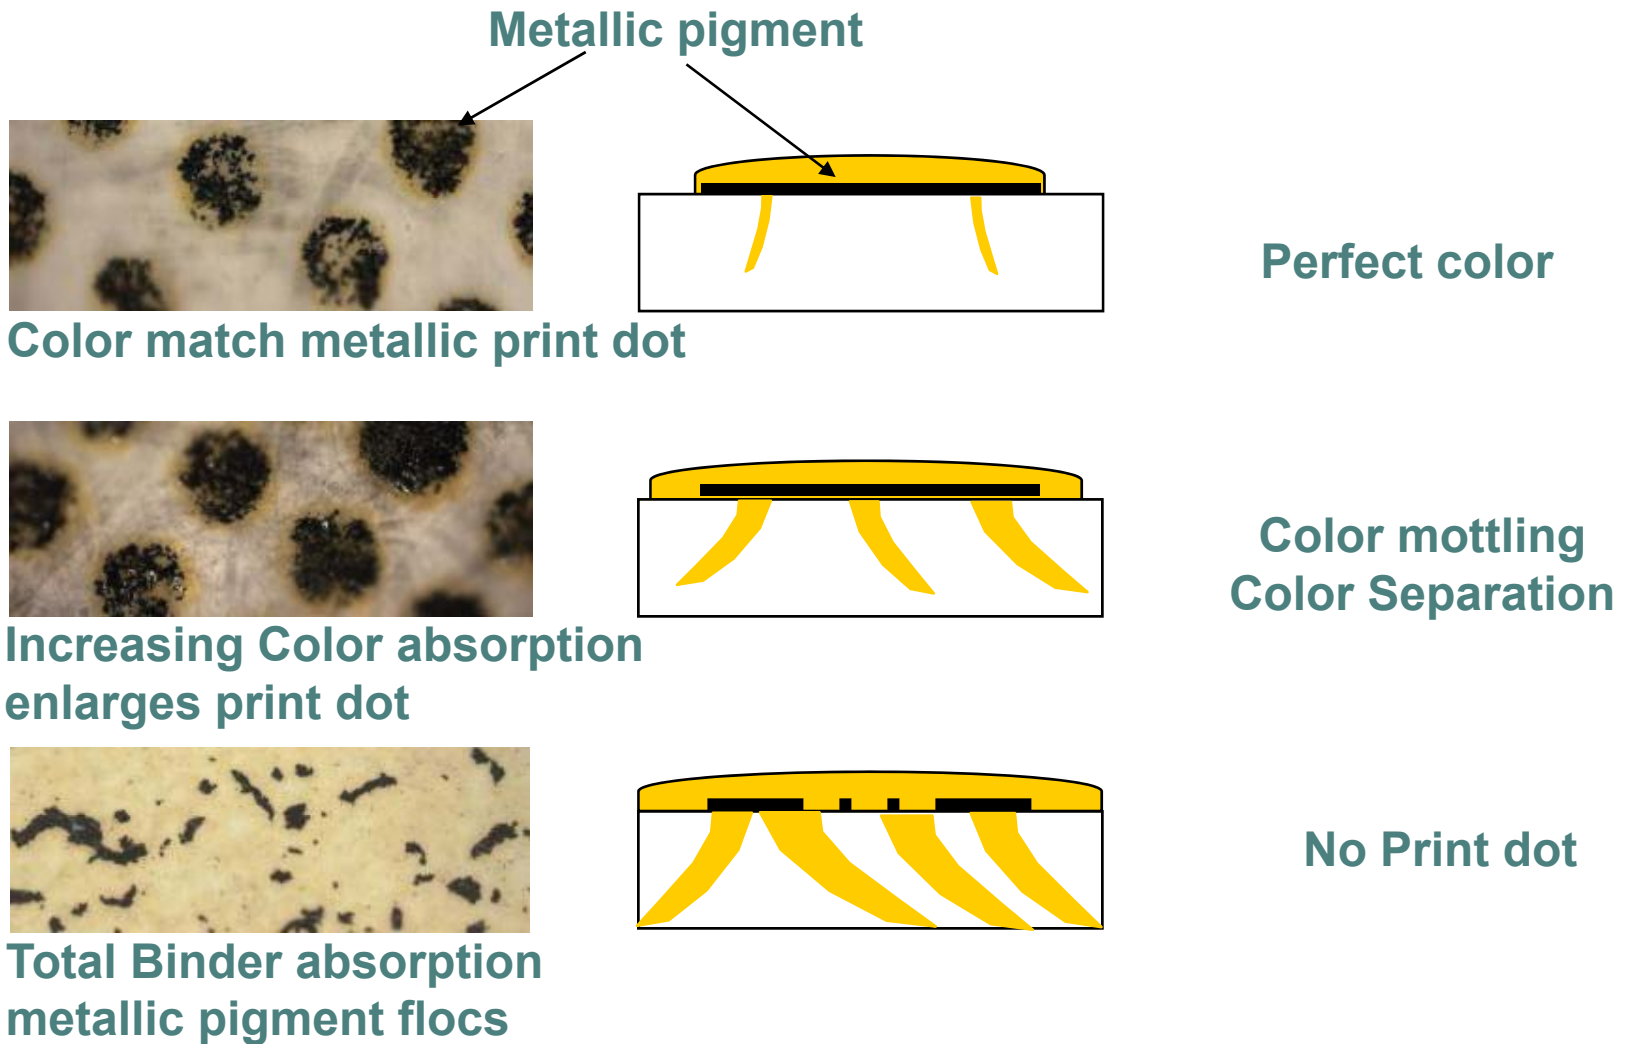 Metallic pigment
Color match metallic print dot
Perfect color
Increasing Color absorption
enlarges print dot
Color mottling
Color Separation
Total Binder absorption
metallic pigment flocs
No Print dot